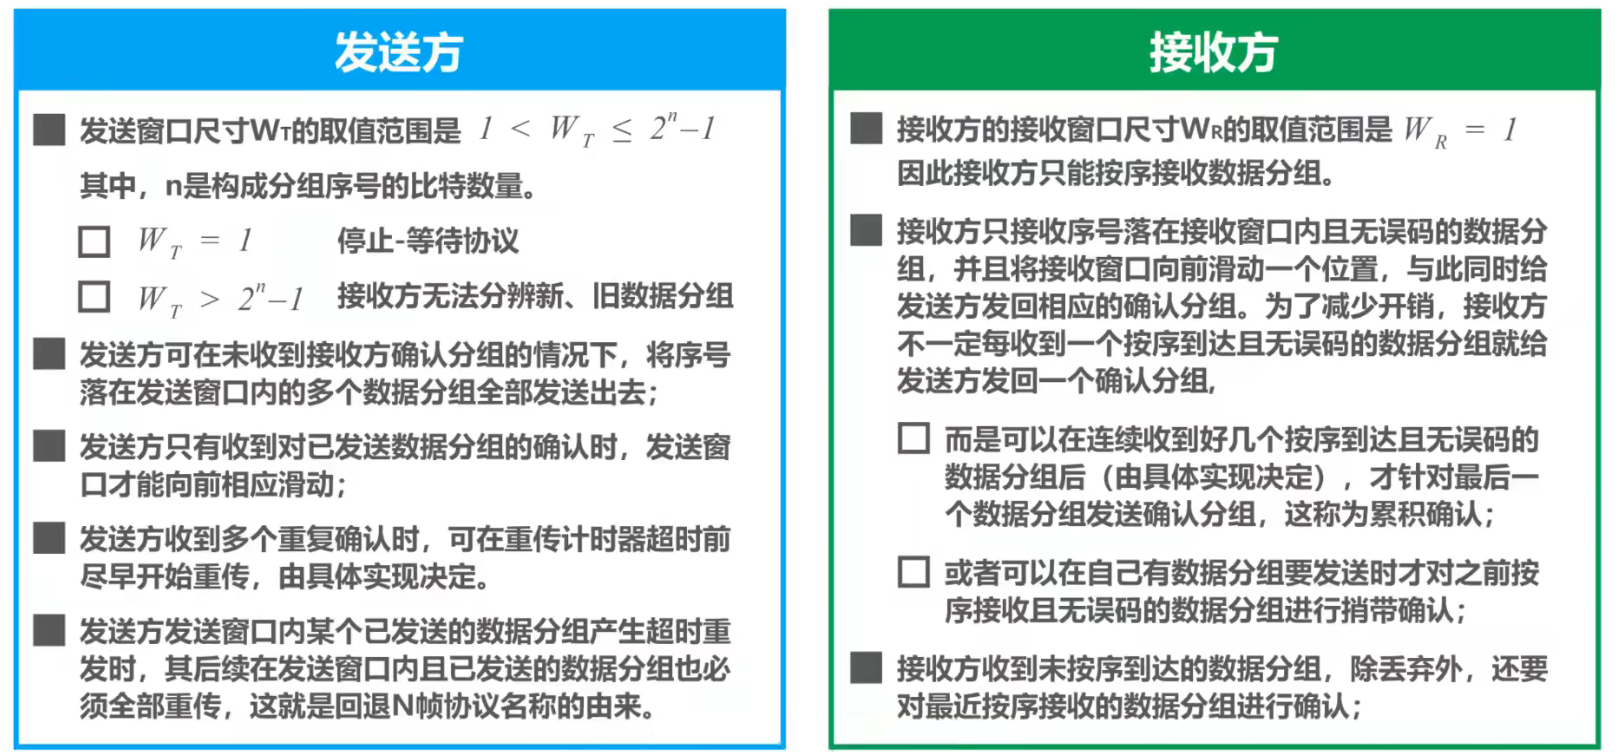 发送方
发送窗口尺寸WT的取值范围是 1 < W_T ≤ 2^n–1
其中，n是构成分组序号的比特数量。
W_T = 1 停止-等待协议
W_T > 2^n–1 接收方无法分辨新、旧数据分组
发送方可在未收到接收方确认分组的情况下，将序号
落在发送窗口内的多个数据分组全部发送出去；
发送方只有收到对已发送数据分组的确认时，发送窗
口才能向前相应滑动；
发送方收到多个重复确认时，可在重传计时器超时前
尽早开始重传，由具体实现决定。
发送方发送窗口内某个已发送的数据分组产生超时重
发时，其后续在发送窗口内且已发送的数据分组也必
须全部重传，这就是回退N帧协议名称的由来。
接收方
接收方的接收窗口尺寸WR的取值范围是 W_R = 1
因此接收方只能按序接收数据分组。
接收方只接收序号落在接收窗口内且无误码的数据分
组，并且将接收窗口向前滑动一个位置，与此同时给
发送方发回相应的确认分组。为了减少开销，接收方
不一定每收到一个按序到达且无误码的数据分组就给
发送方发回一个确认分组,
而是可以在连续收到好几个按序到达且无误码的
数据分组后（由具体实现决定），才针对最后一
个数据分组发送确认分组，这称为累积确认；
或者可以在自己有数据分组要发送时才对之前按
序接收且无误码的数据分组进行捎带确认；
接收方收到未按序到达的数据分组，除丢弃外，还要
对最近按序接收的数据分组进行确认；